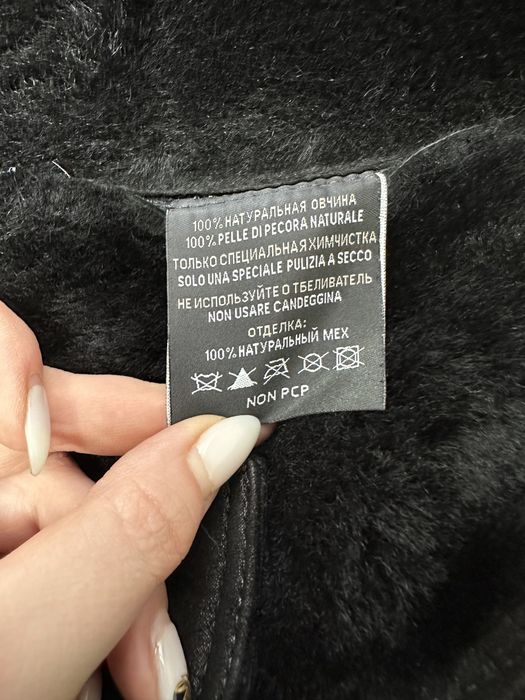 100% НАТУРАЛЬНАЯ ОВЧИНА
100% PELLE DI PECORA NATURALE
ТОЛЬКО СПЕЦИАЛЬНАЯ ХИМЧИСТКА
SOLO UNA SPECIALE PULIZIA A SECCO
НЕ ИСПОЛЬЗУЙТЕ О ТБЕЛИВАТЕЛЬ
NON USARE CANDEGGINA
ОТДЕЛКА:
100% НАТУРАЛЬНЫЙ МЕХ
NON PCP